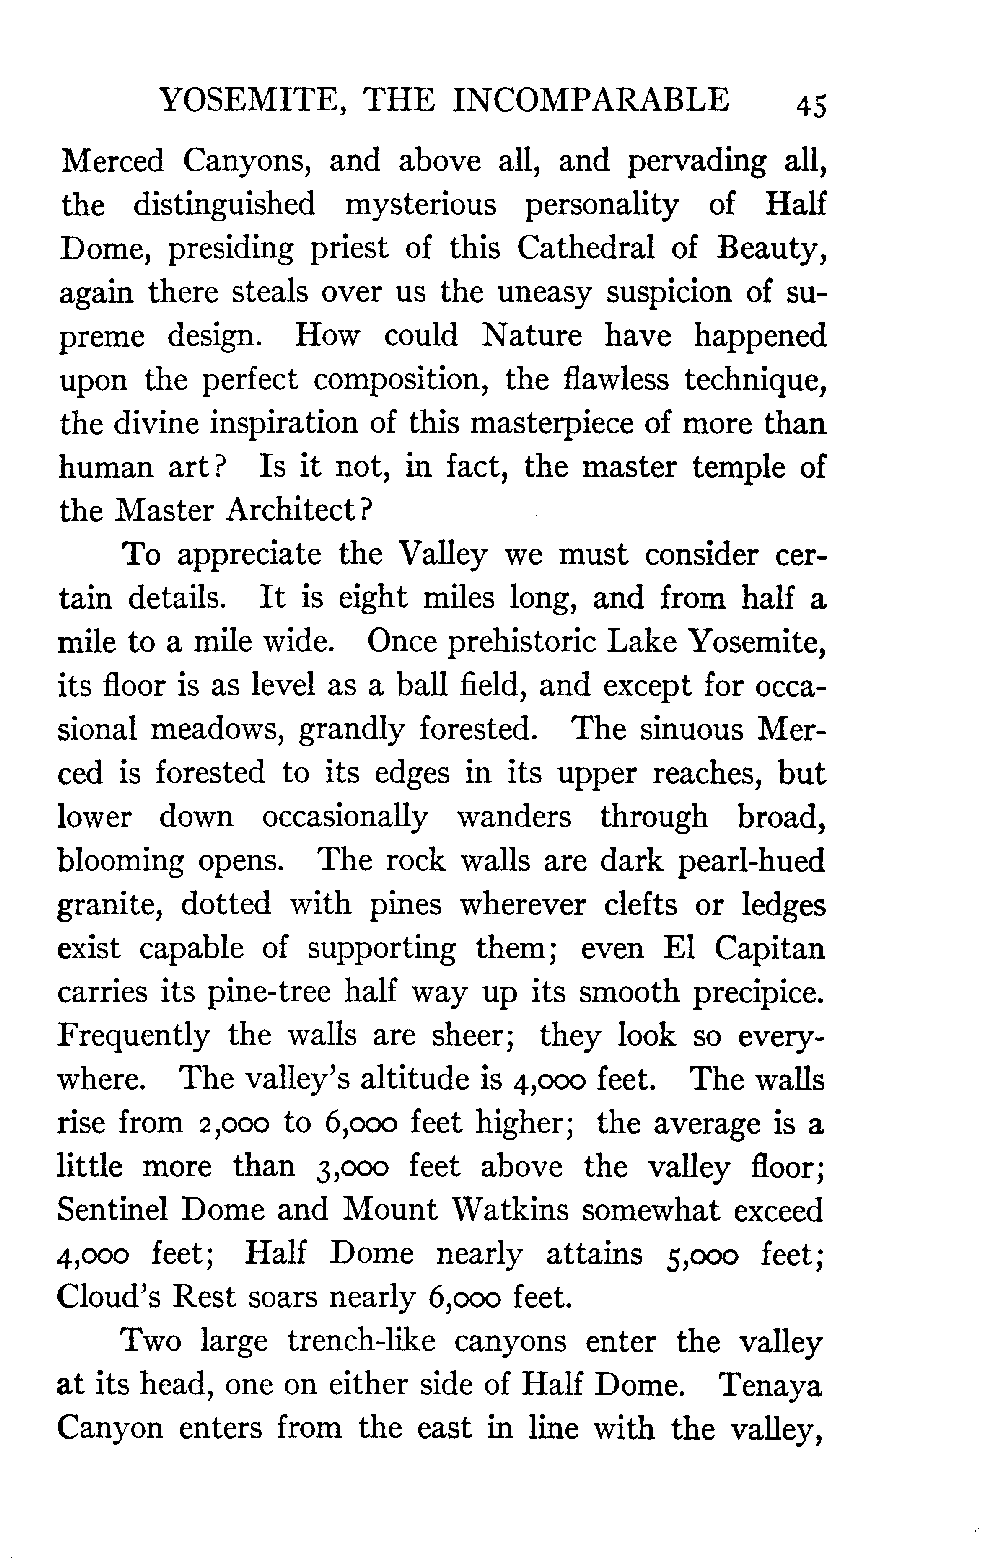 YOSEMITE, THE INCOMPARABLE 45
Merced Canyons, and above all, and pervading all,
the distinguished mysterious personality of Half
Dome, presiding priest of this Cathedral of Beauty,
again there steals over us the uneasy suspicion of su-
preme design. How could Nature have happened
upon the perfect composition, the flawless technique,
the divine inspiration of this masterpiece of more than
human art? Is it not, in fact, the master temple of
the Master Architect?
To appreciate the Valley we must consider cer-
tain details. It is eight miles long, and from half a
mile to a mile wide. Once prehistoric Lake Yosemite,
its floor is as level as a ball field, and except for occa-
sional meadows, grandly forested. The sinuous Mer-
ced is forested to its edges in its upper reaches, but
lower down occasionally wanders through broad,
blooming opens. The rock walls are dark pearl-hued
granite, dotted with pines wherever clefts or ledges
exist capable of supporting them; even El Capitan
carries its pine-tree half way up its smooth precipice.
Frequently the walls are sheer; they look so every-
where. The valley's altitude is 4,000 feet. The walls
rise from 2,000 to 6,000 feet higher; the average is a
little more than 3,000 feet above the valley floor;
Sentinel Dome and Mount Watkins somewhat exceed
4,000 feet; Half Dome nearly attains 5,000 feet;
Cloud's Rest soars nearly 6,000 feet.
Two large trench-like canyons enter the valley
at its head, one on either side of Half Dome. Tenaya
Canyon enters from the east in line with the valley,